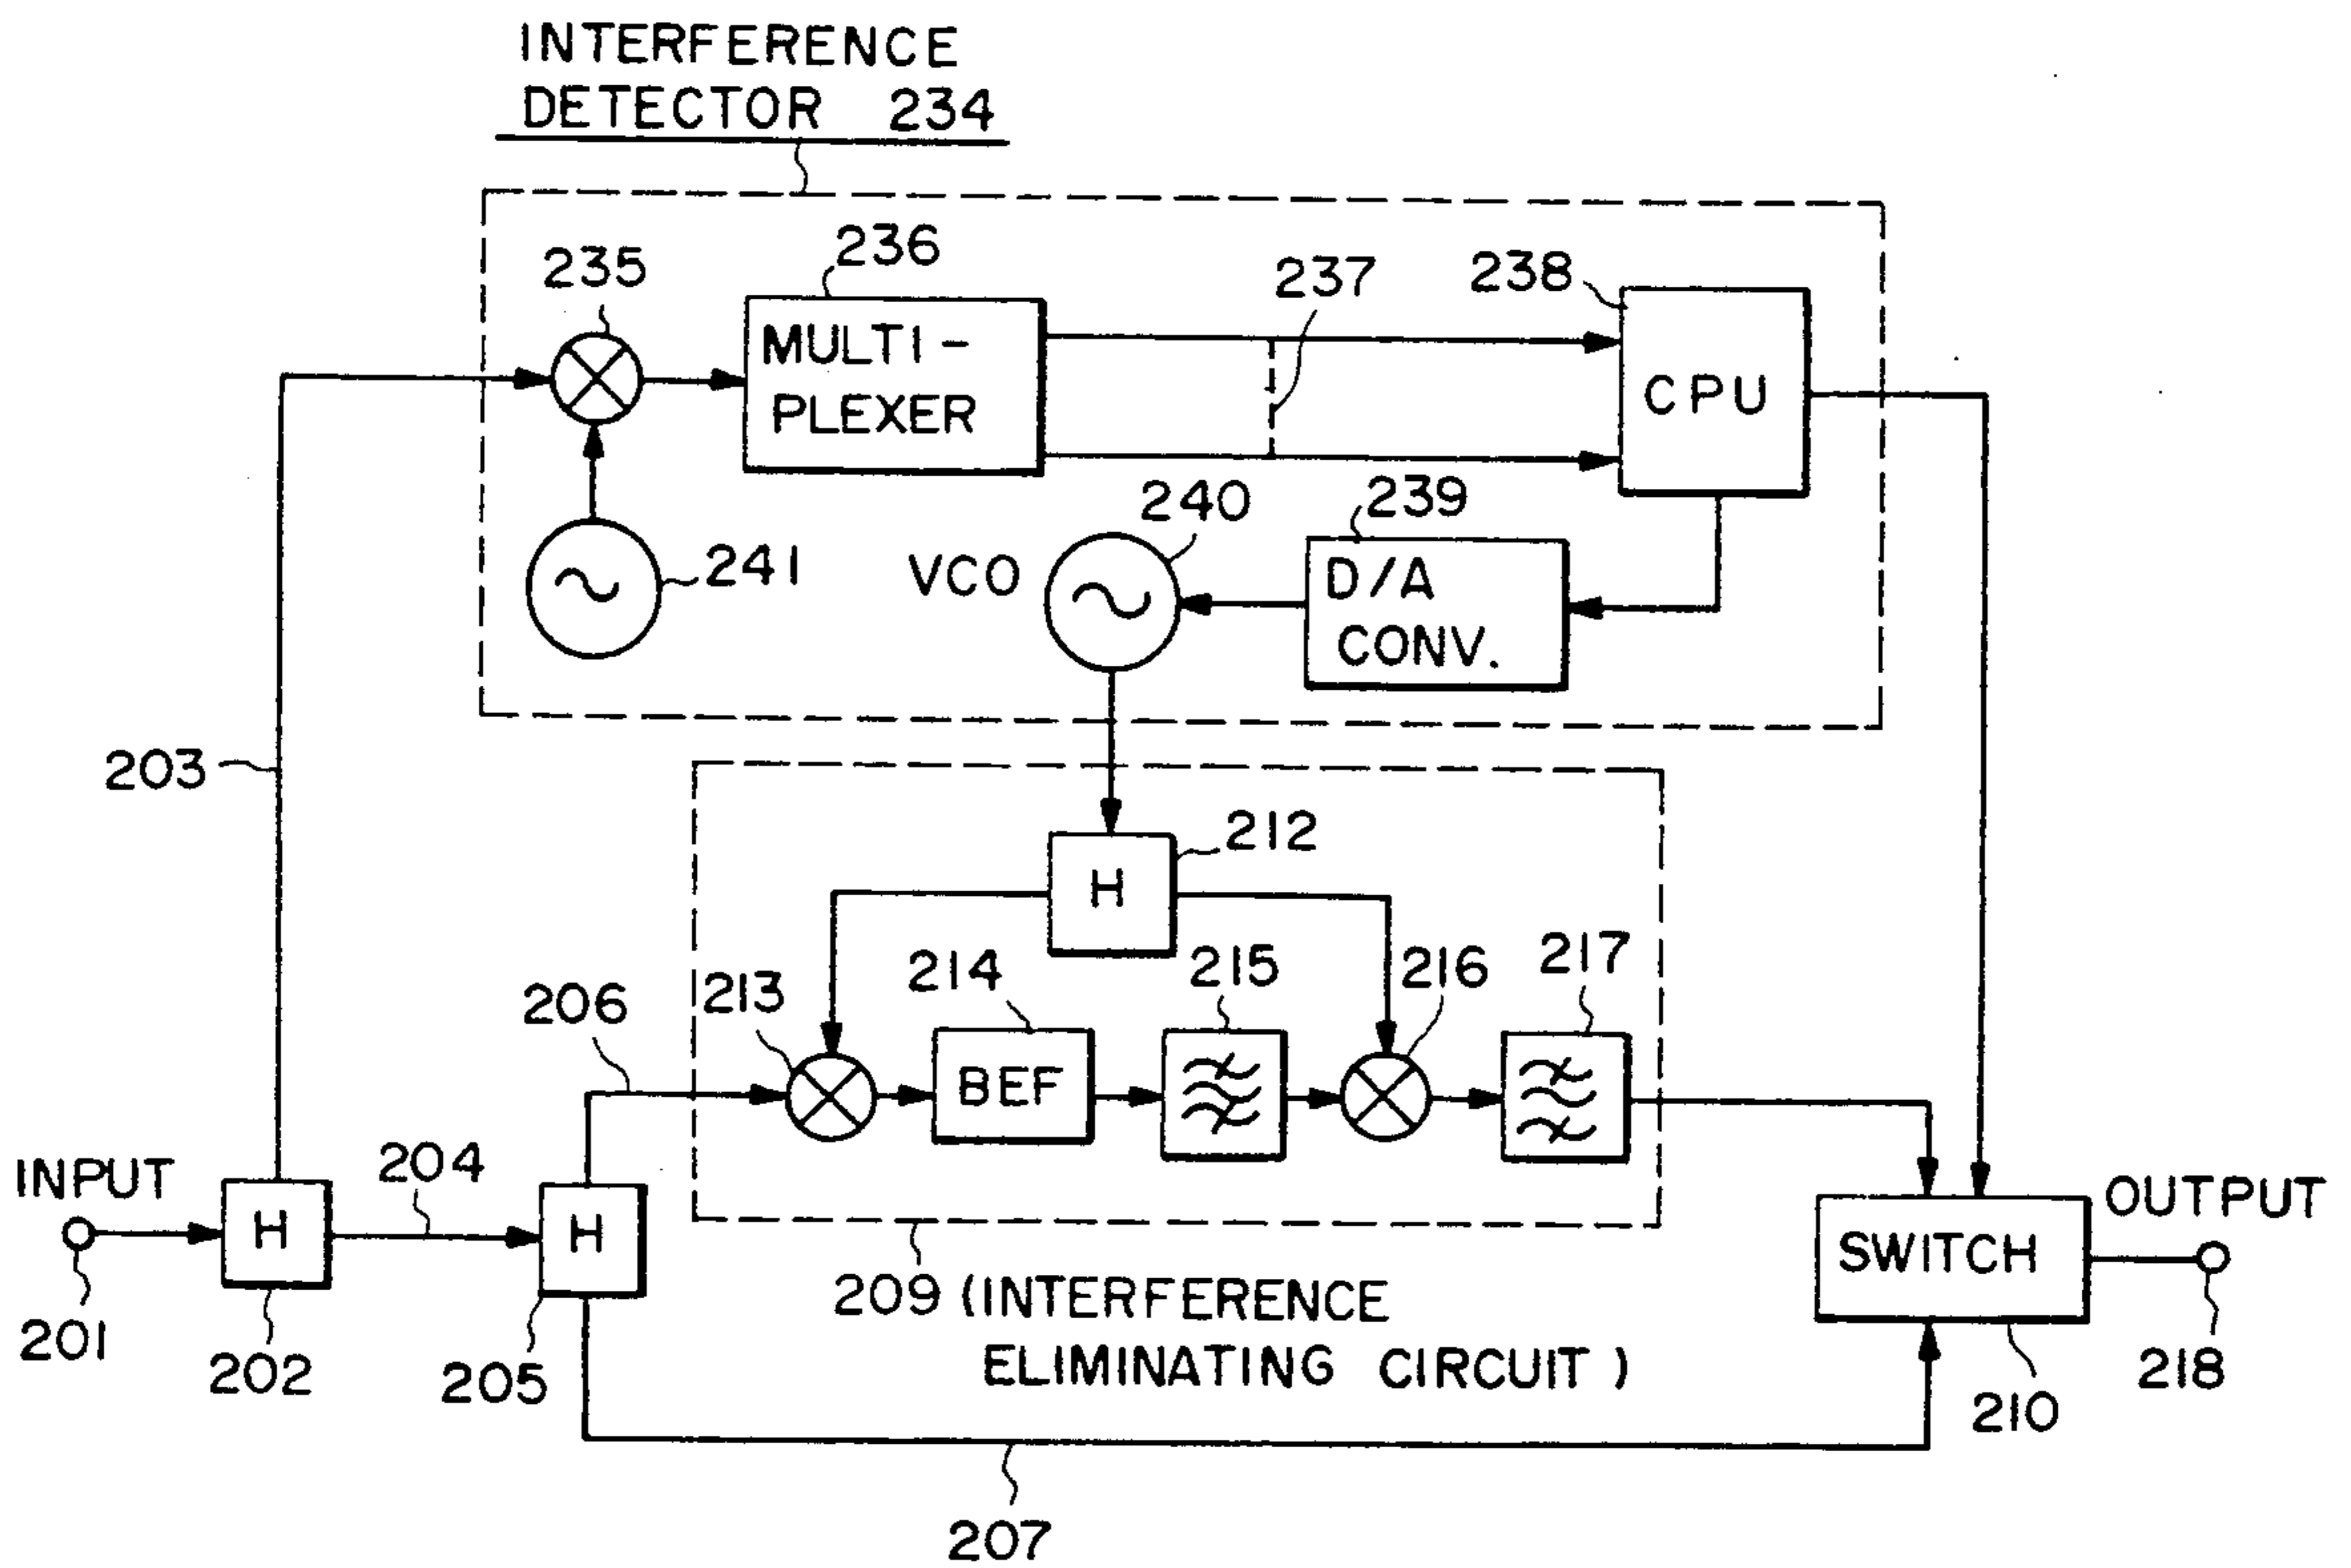 INTERFERENCE
DETECTOR 234
235
236
237
238
MULTI-
PLEXER
CPU
241
VCO
240
239
D/A
CONV.
203
212
H
206
213
214
215
216
217
BEF
INPUT
204
H
H
OUTPUT
SWITCH
201
202
205
209 (INTERFERENCE
ELIMINATING CIRCUIT)
218
210
207